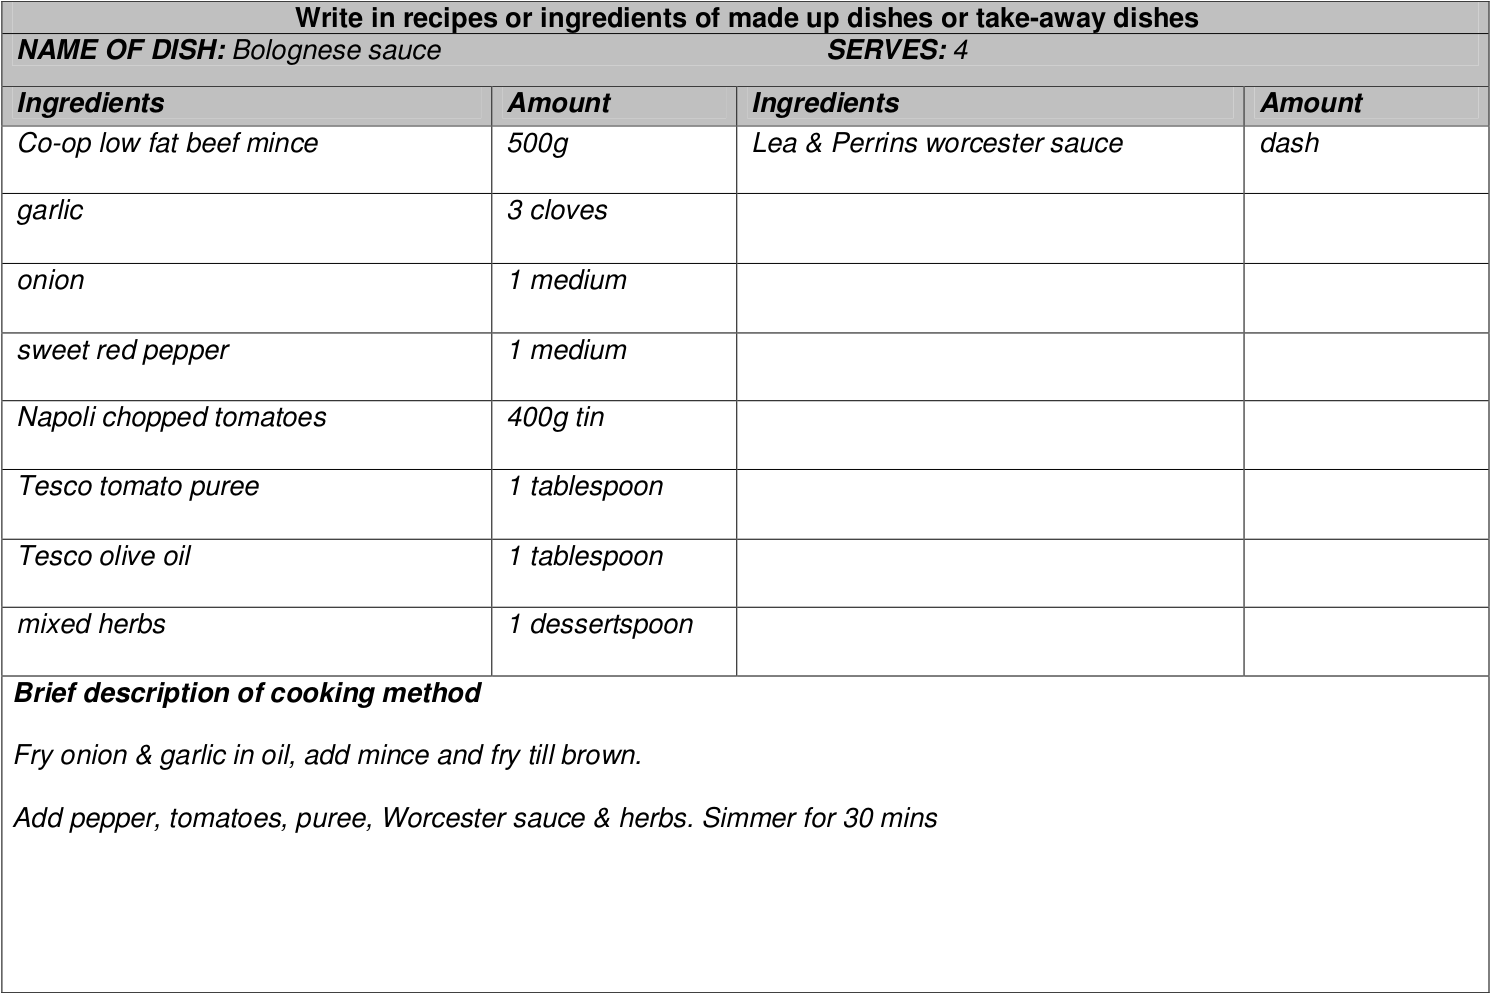 Write in recipes or ingredients of made up dishes or take-away dishes
NAME OF DISH: Bolognese sauce SERVES: 4
Ingredients Amount Ingredients Amount
Co-op low fat beef mince 500g Lea & Perrins worcester sauce dash
garlic 3 cloves
onion 1 medium
sweet red pepper 1 medium
Napoli chopped tomatoes 400g tin
Tesco tomato puree 1 tablespoon
Tesco olive oil 1 tablespoon
mixed herbs 1 dessertspoon
Brief description of cooking method
Fry onion & garlic in oil, add mince and fry till brown.
Add pepper, tomatoes, puree, Worcester sauce & herbs. Simmer for 30 mins